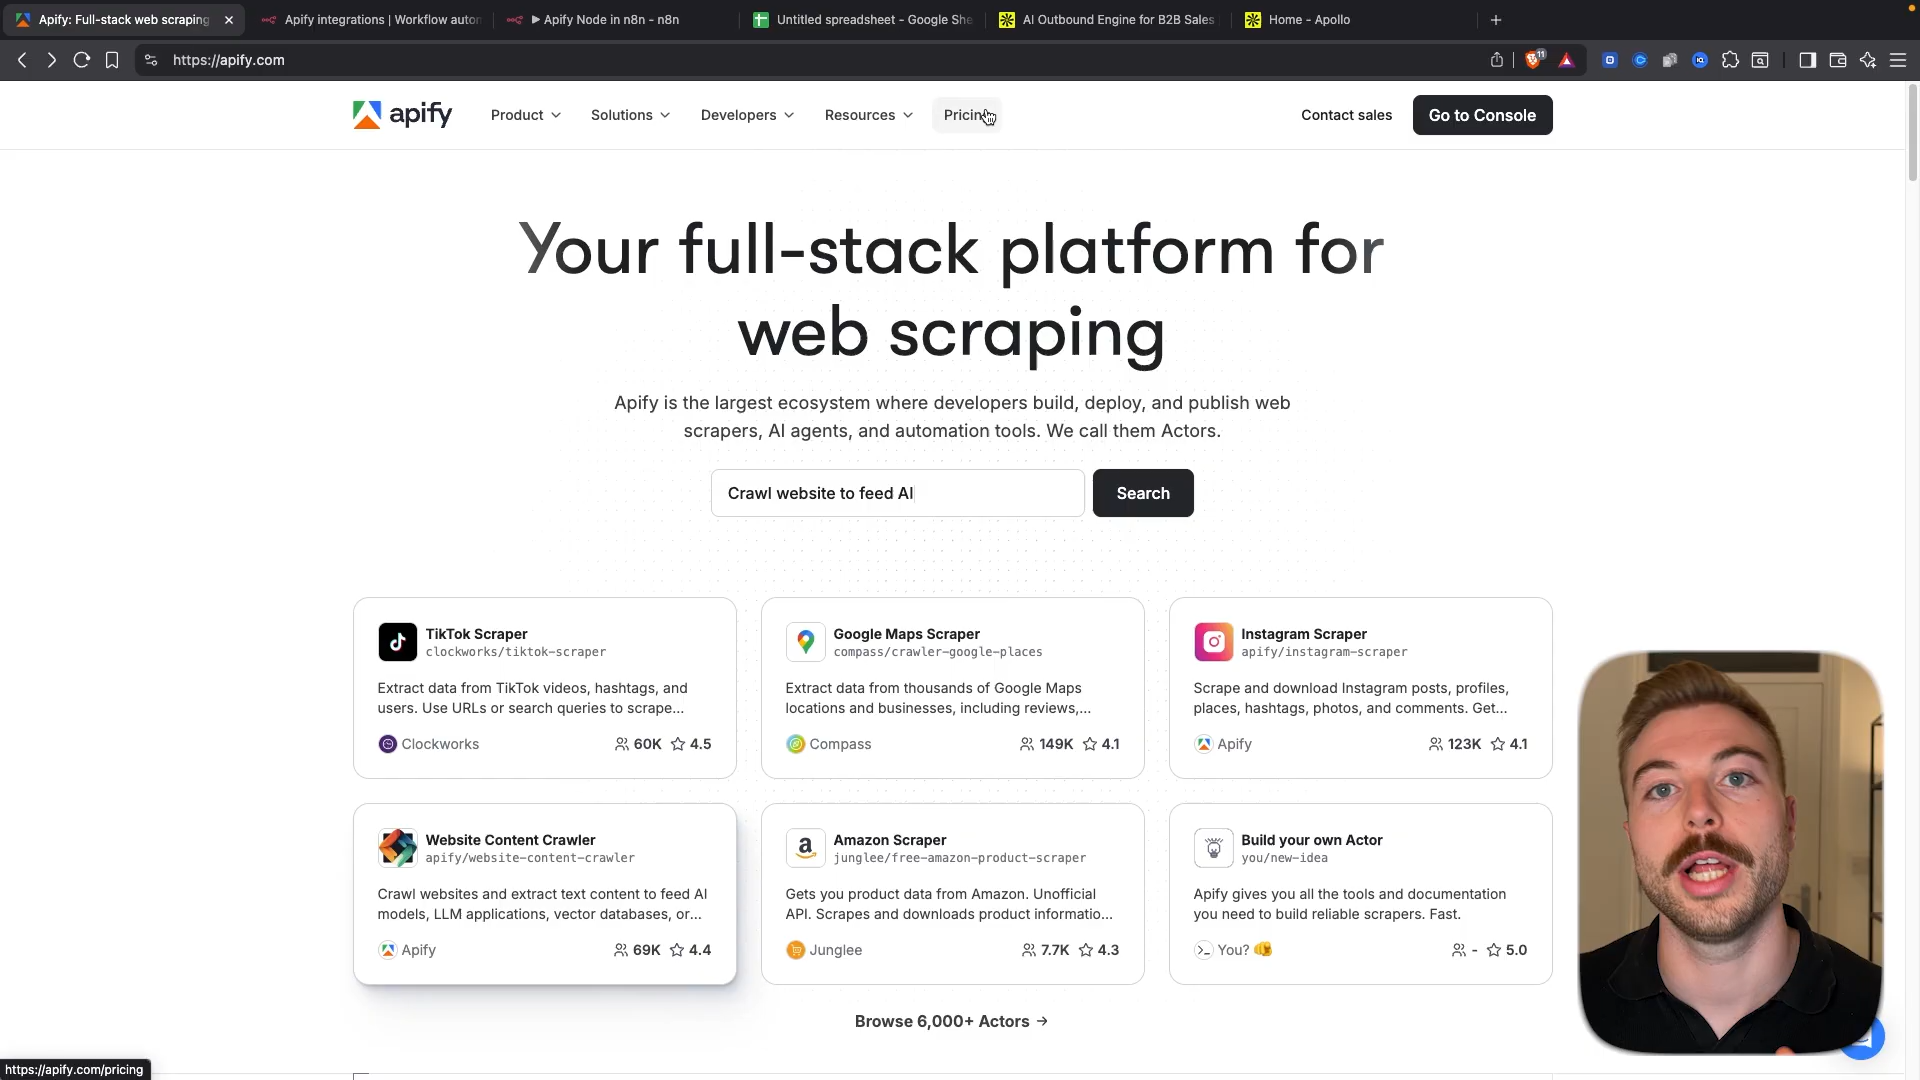 Apify: Full-stack web scraping
Apify integrations | Workflow autom
Apify Node in n8n - n8n
Untitled spreadsheet - Google She
AI Outbound Engine for B2B Sales
Home - Apollo
https://apify.com
11
apify
Product
Solutions
Developers
Resources
Pricing
Contact sales
Go to Console
Your full-stack platform for
web scraping
Apify is the largest ecosystem where developers build, deploy, and publish web
scrapers, AI agents, and automation tools. We call them Actors.
Crawl website to feed AI
Search
TikTok Scraper
clockworks/tiktok-scraper
Extract data from TikTok videos, hashtags, and
users. Use URLs or search queries to scrape...
Clockworks
60K
4.5
Google Maps Scraper
compass/crawler-google-places
Extract data from thousands of Google Maps
locations and businesses, including reviews,...
Compass
149K
4.1
Instagram Scraper
apify/instagram-scraper
Scrape and download Instagram posts, profiles,
places, hashtags, photos, and comments. Get...
Apify
123K
4.1
Website Content Crawler
apify/website-content-crawler
Crawl websites and extract text content to feed AI
models, LLM applications, vector databases, or...
Apify
69K
4.4
Amazon Scraper
junglee/free-amazon-product-scraper
Gets you product data from Amazon. Unofficial
API. Scrapes and downloads product informatio...
Junglee
7.7K
4.3
Build your own Actor
you/new-idea
Apify gives you all the tools and documentation
you need to build reliable scrapers. Fast.
You?
-
5.0
Browse 6,000+ Actors →
https://apify.com/pricing